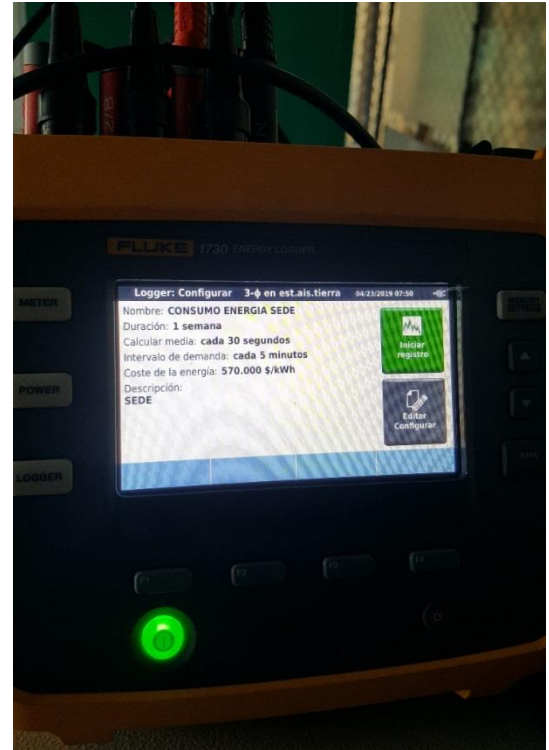 FLUKE 1730 ENERGY LOGGER
Logger: Configurar 3-ɸ en est.ais.tierra 04/23/2019 07:50
METER
Nombre: CONSUMO ENERGIA SEDE
Duración: 1 semana
Calcular media: cada 30 segundos
Intervalo de demanda: cada 5 minutos
Coste de la energía: 570.000 $/kWh
Descripción:
SEDE
Iniciar
registro
Editar
Configurar
POWER
LOGGER
F1
F2
F3
F4